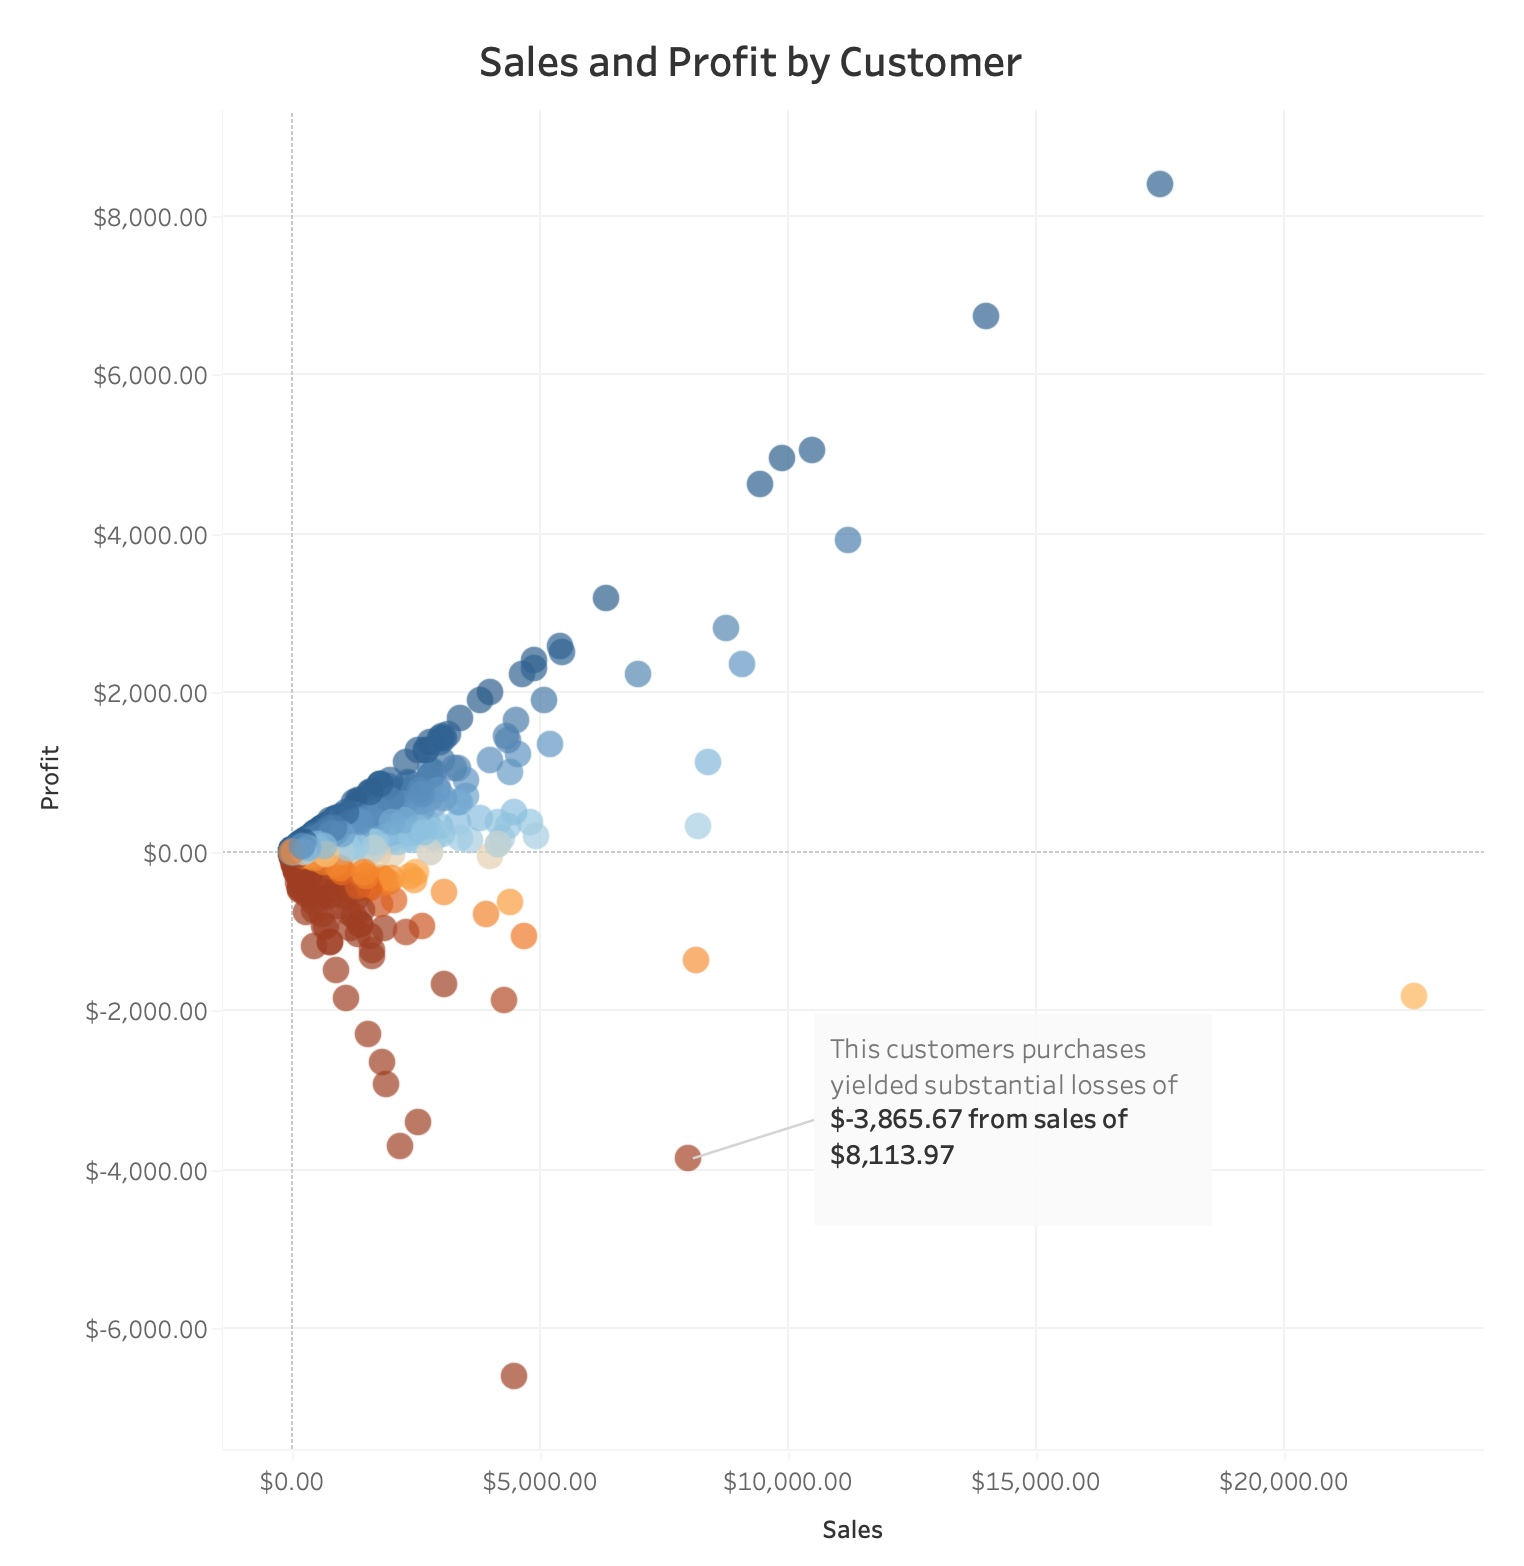 Sales and Profit by Customer
$8,000.00
$6,000.00
$4,000.00
$2,000.00
$0.00
$-2,000.00
$-4,000.00
$-6,000.00
Profit
This customers purchases
yielded substantial losses of
$-3,865.67 from sales of
$8,113.97
$0.00 $5,000.00 $10,000.00 $15,000.00 $20,000.00
Sales